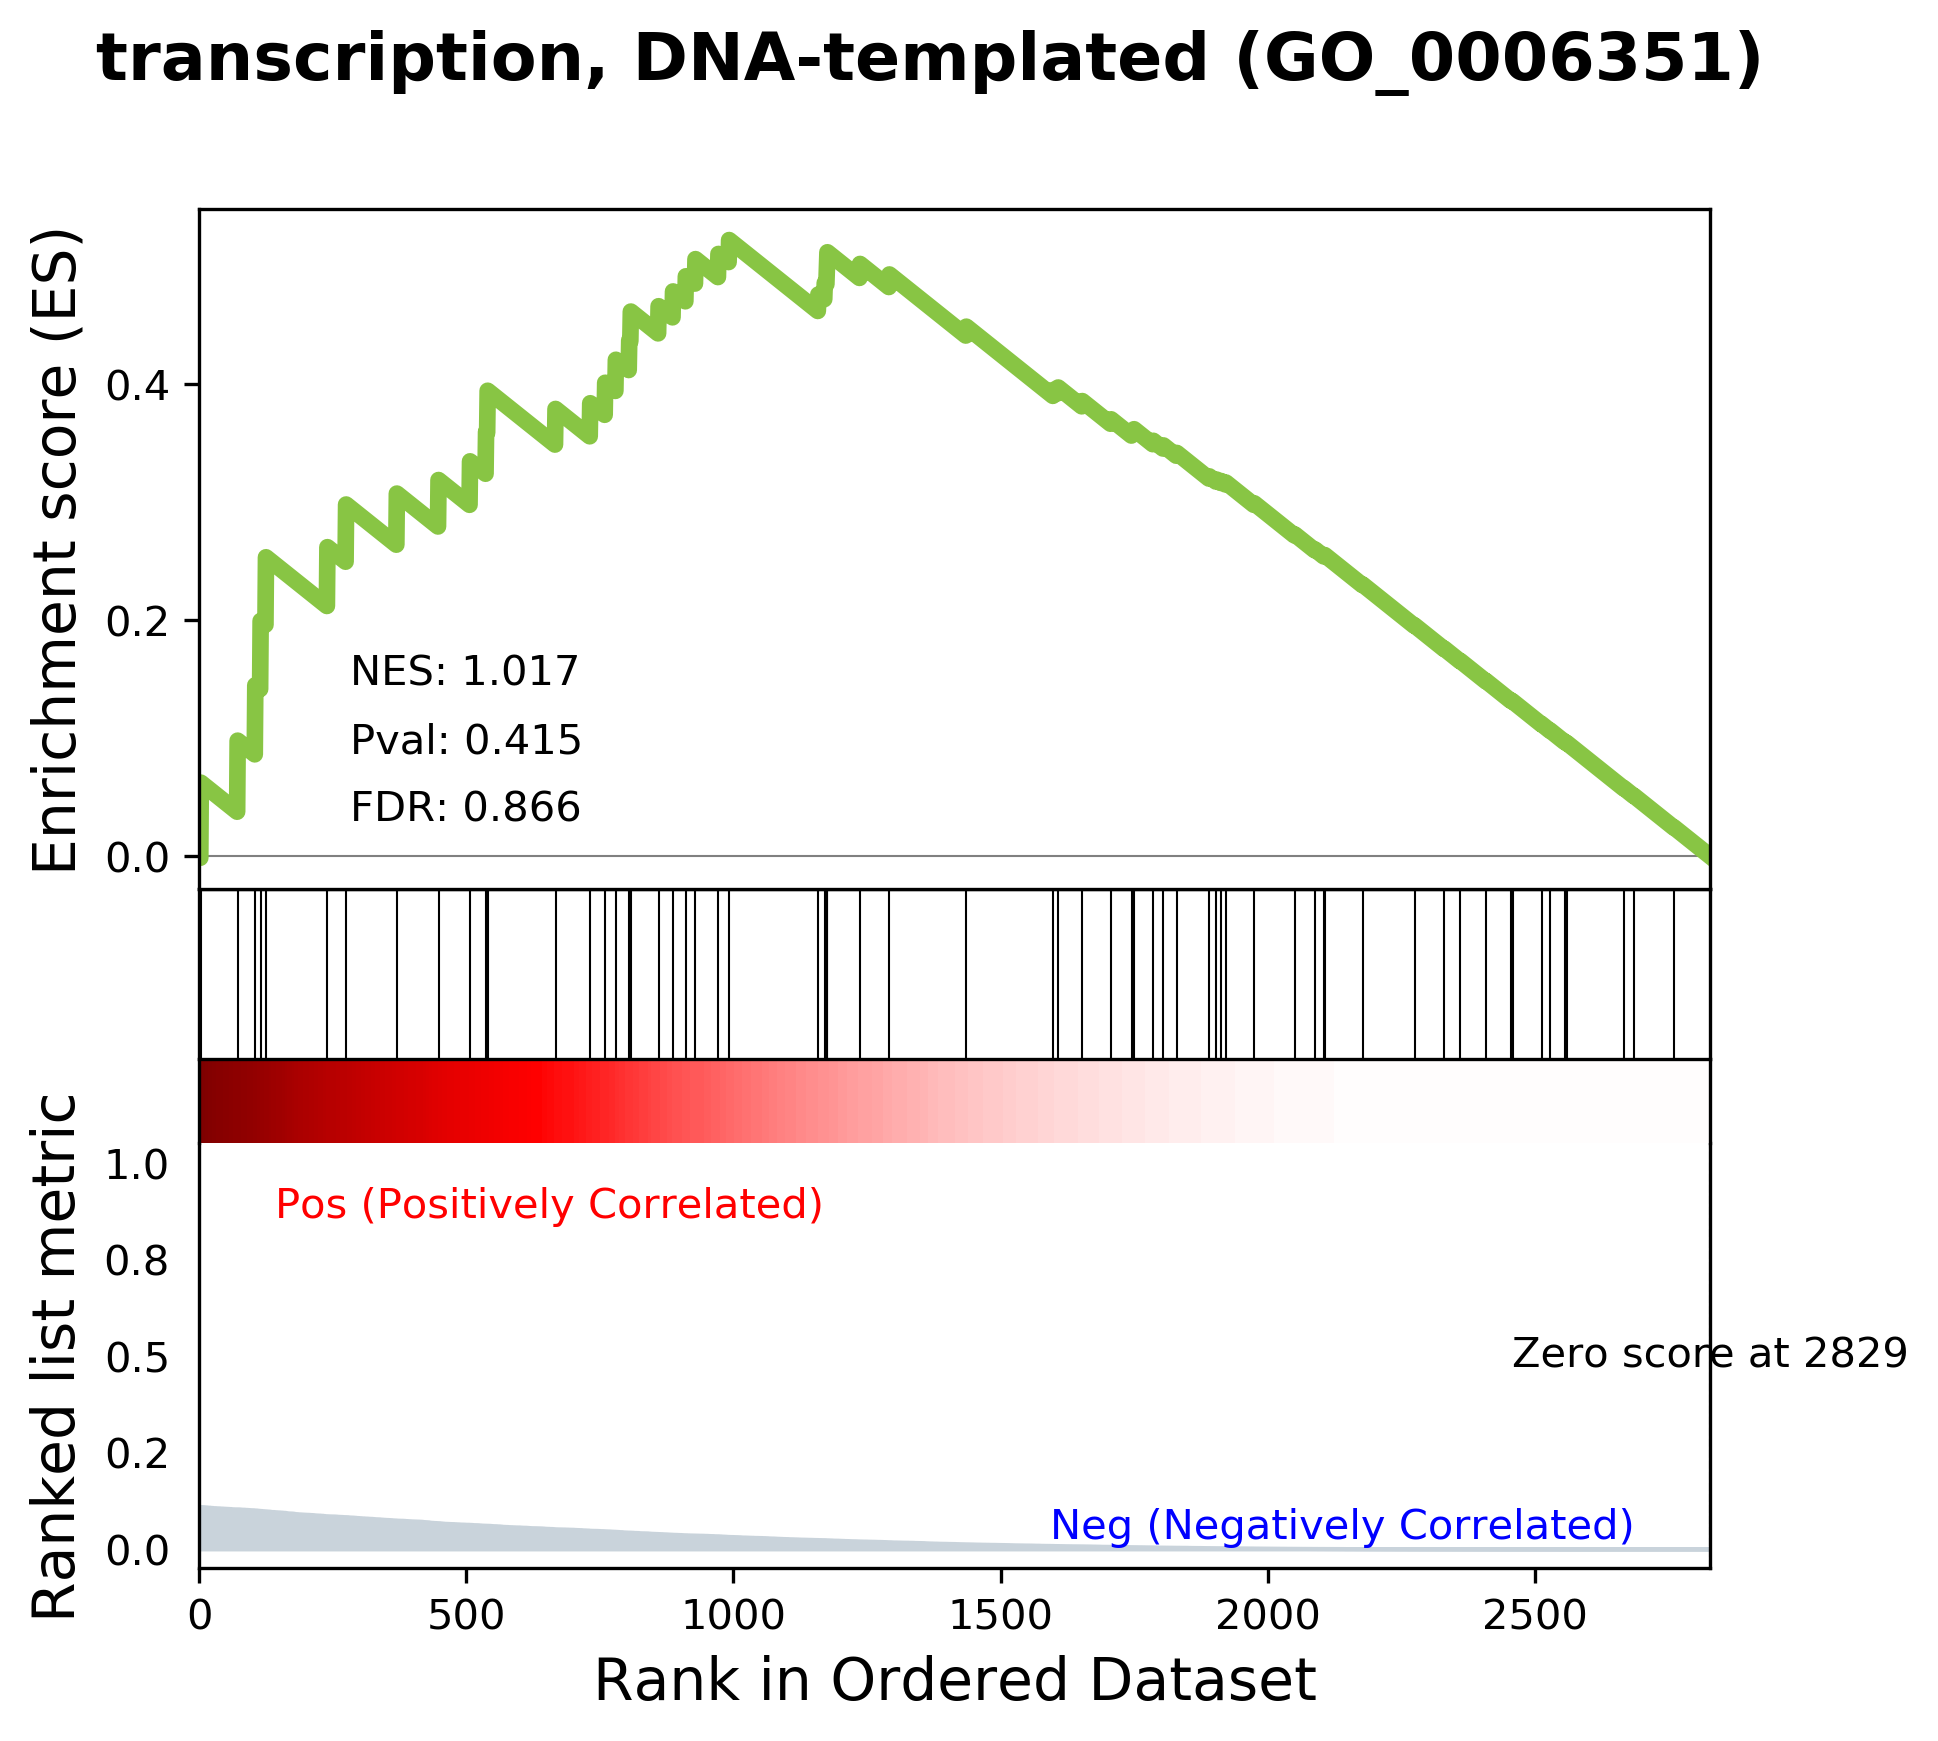 transcription, DNA-templated (GO_0006351)
Enrichment score (ES)
0.4
0.2
0.0
NES: 1.017
Pval: 0.415
FDR: 0.866
Ranked list metric
1.0
0.8
0.5
0.2
0.0
Pos (Positively Correlated)
Zero score at 2829
Neg (Negatively Correlated)
0 500 1000 1500 2000 2500
Rank in Ordered Dataset